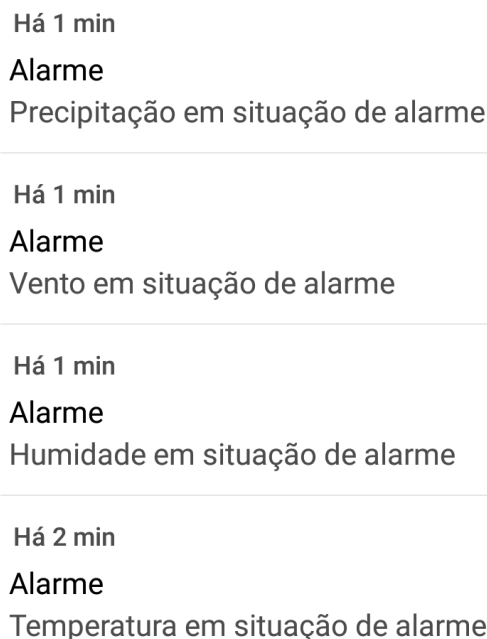 Há 1 min
Alarme
Precipitação em situação de alarme
Há 1 min
Alarme
Vento em situação de alarme
Há 1 min
Alarme
Humidade em situação de alarme
Há 2 min
Alarme
Temperatura em situação de alarme